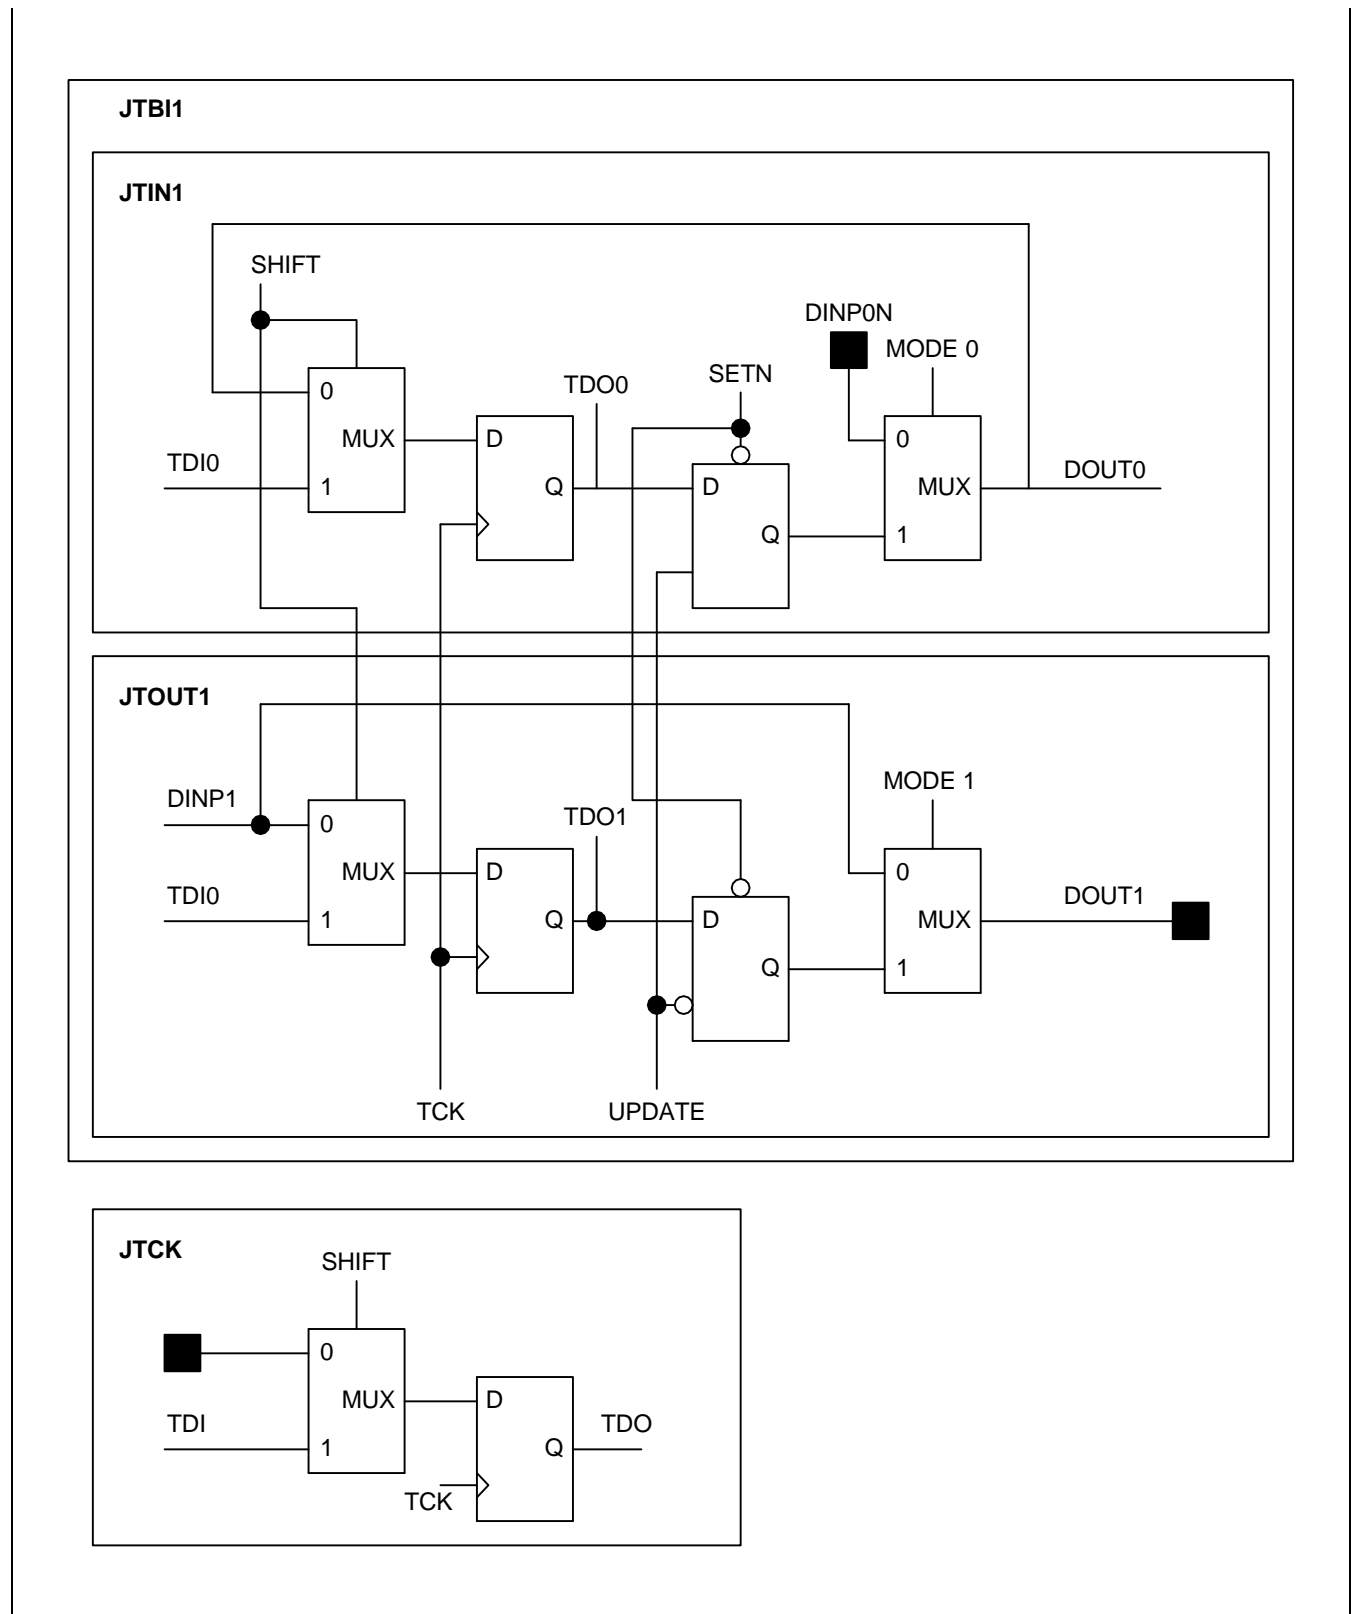 JTBI1
JTIN1
SHIFT
DINP0N
MODE 0
SETN
TDO0
0
MUX
D
0
TDI0
1
Q
D
MUX
DOUT0
Q
1
JTOUT1
MODE 1
DINP1
0
TDO1
MUX
D
0
TDI0
1
Q
D
MUX
DOUT1
Q
1
TCK
UPDATE
JTCK
SHIFT
0
MUX
D
TDI
1
Q
TDO
TCK